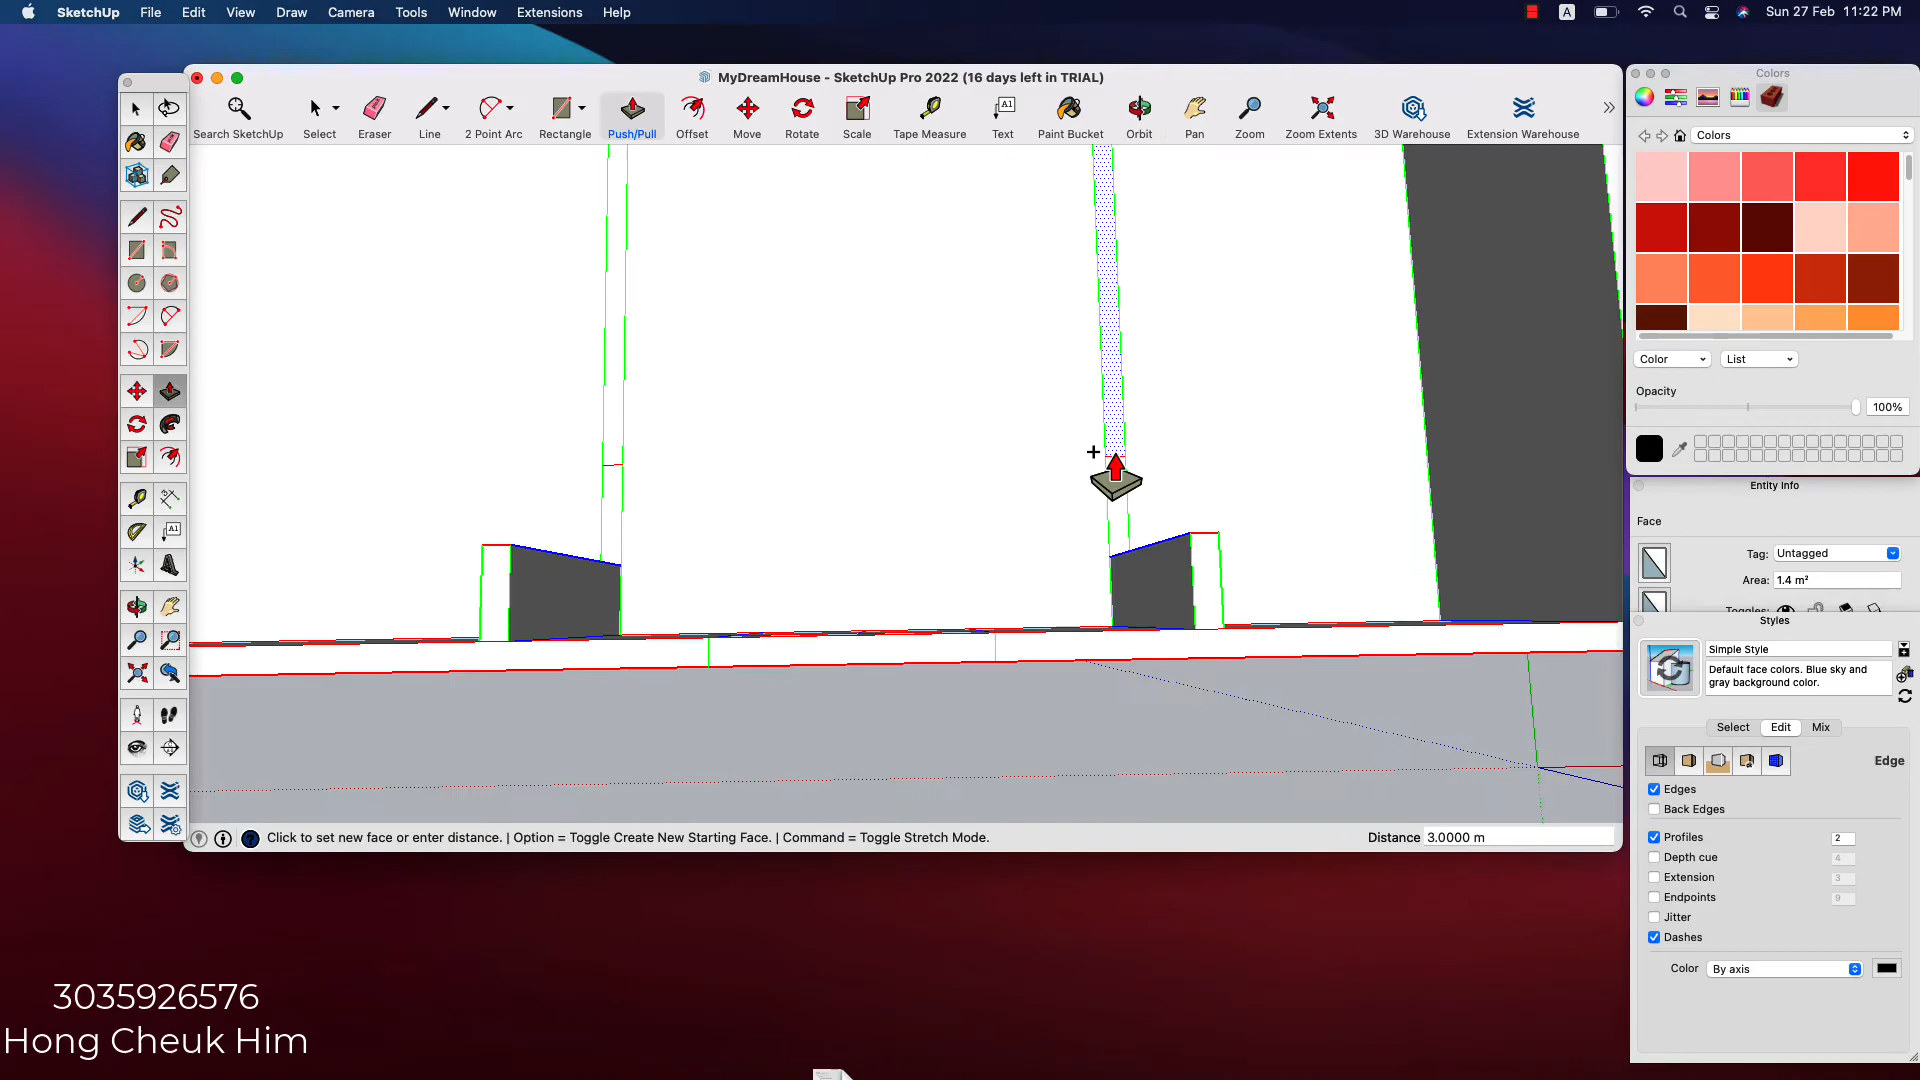 SketchUp File Edit View Draw Camera Tools Window Extensions Help
A Sun 27 Feb 11:22 PM
MyDreamHouse - SketchUp Pro 2022 (16 days left in TRIAL)
Search SketchUp Select Eraser Line 2 Point Arc Rectangle Push/Pull Offset Move Rotate Scale Tape Measure Text Paint Bucket Orbit Pan Zoom Zoom Extents 3D Warehouse Extension Warehouse
A1
A1
Colors
Colors
Color List
Opacity
100%
Entity Info
Face
Tag: Untagged
Area: 1.4 m²
Toggles:
Styles
Simple Style
Default face colors. Blue sky and
gray background color.
Select Edit Mix
Edge
Edges
Back Edges
Profiles 2
Depth cue 4
Extension 3
Endpoints 9
Jitter
Dashes
Color By axis
Click to set new face or enter distance. | Option = Toggle Create New Starting Face. | Command = Toggle Stretch Mode.
Distance 3.0000 m
3035926576
Hong Cheuk Him